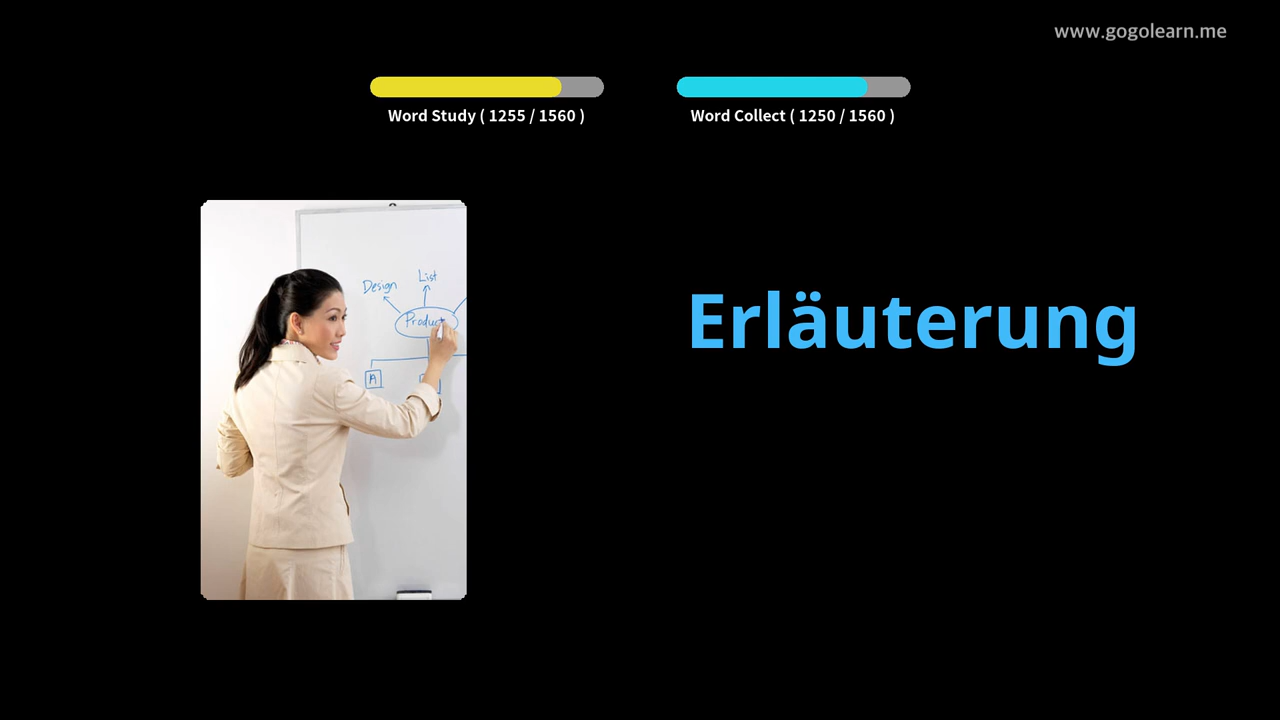 www.gogolearn.me
Word Study ( 1255 / 1560 )
Word Collect ( 1250 / 1560 )
Design
List
Product
A
Erläuterung